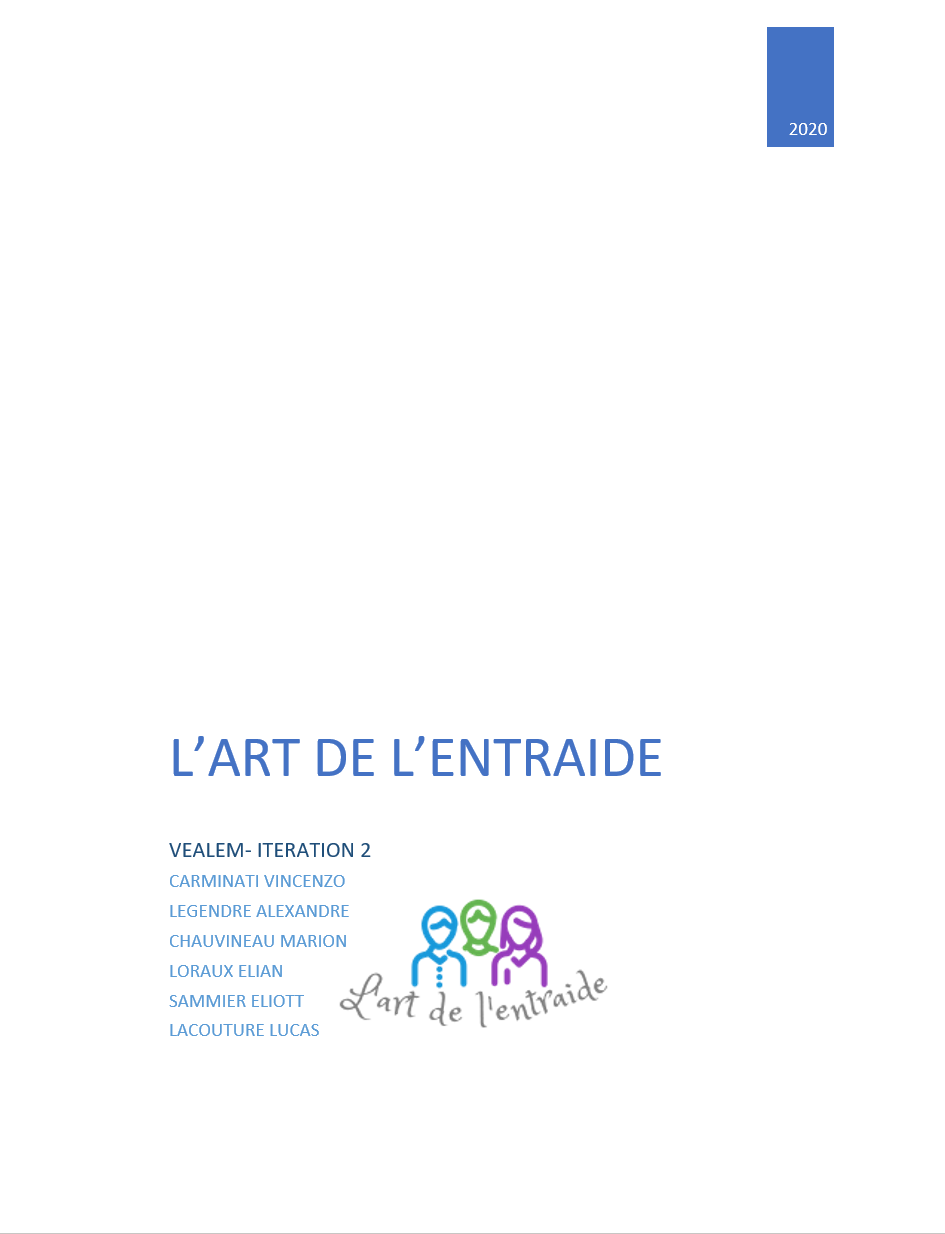 2020
L’ART DE L’ENTRAIDE
VEALEM- ITERATION 2
CARMINATI VINCENZO
LEGENDRE ALEXANDRE
CHAUVINEAU MARION
LORAUX ELIAN
SAMMIER ELIOTT
LACOUTURE LUCAS
L'art de l'entraide